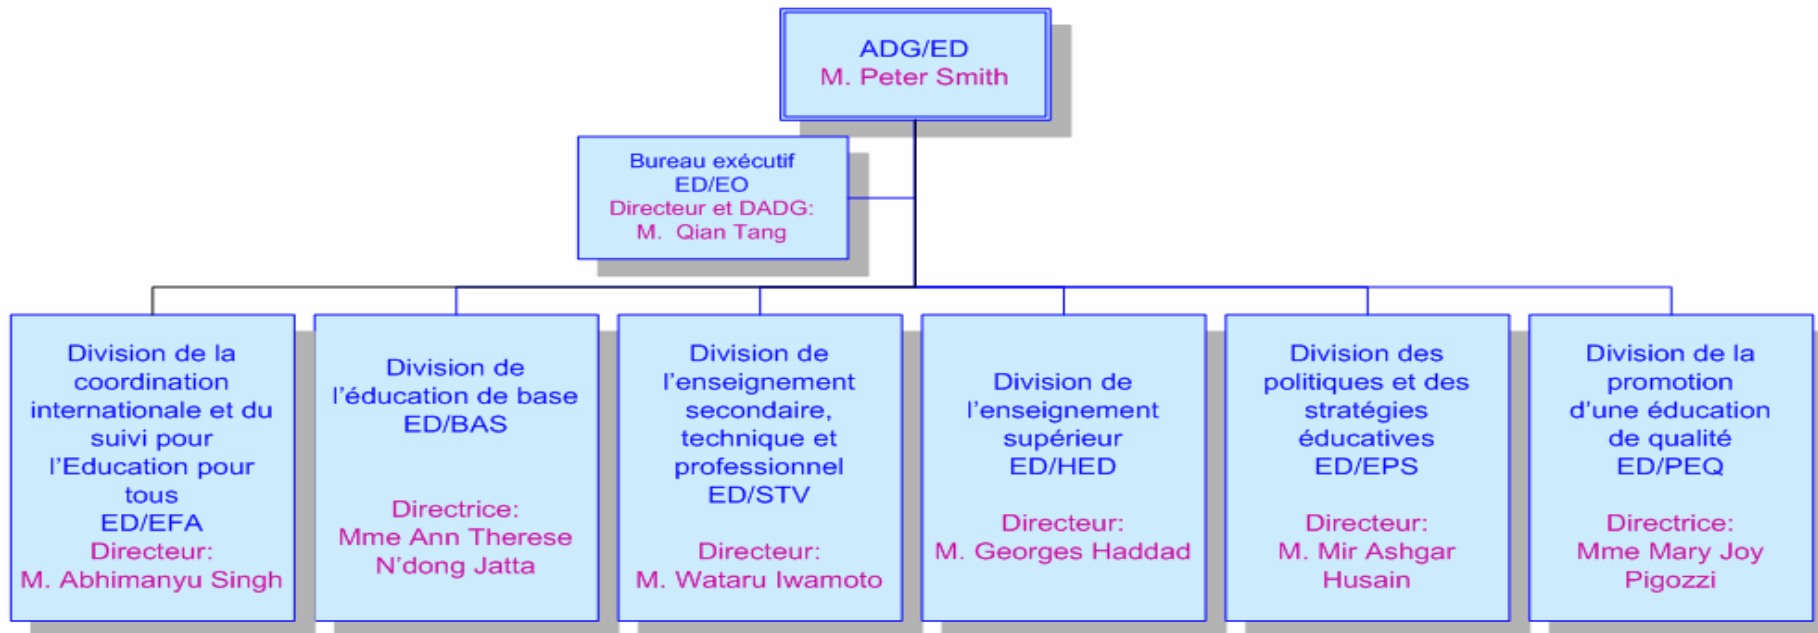 ADG/ED
M. Peter Smith
Bureau exécutif
ED/EO
Directeur et DADG:
M. Qian Tang
Division de la
coordination
internationale et du
suivi pour
l'Education pour
tous
ED/EFA
Directeur:
M. Abhimanyu Singh
Division de
l'éducation de base
ED/BAS
Directrice:
Mme Ann Therese
N'dong Jatta
Division de
l'enseignement
secondaire,
technique et
professionnel
ED/STV
Directeur:
M. Wataru Iwamoto
Division de
l'enseignement
supérieur
ED/HED
Directeur:
M. Georges Haddad
Division des
politiques et des
stratégies
éducatives
ED/EPS
Directeur:
M. Mir Ashgar
Husain
Division de la
promotion
d'une éducation
de qualité
ED/PEQ
Directrice:
Mme Mary Joy
Pigozzi